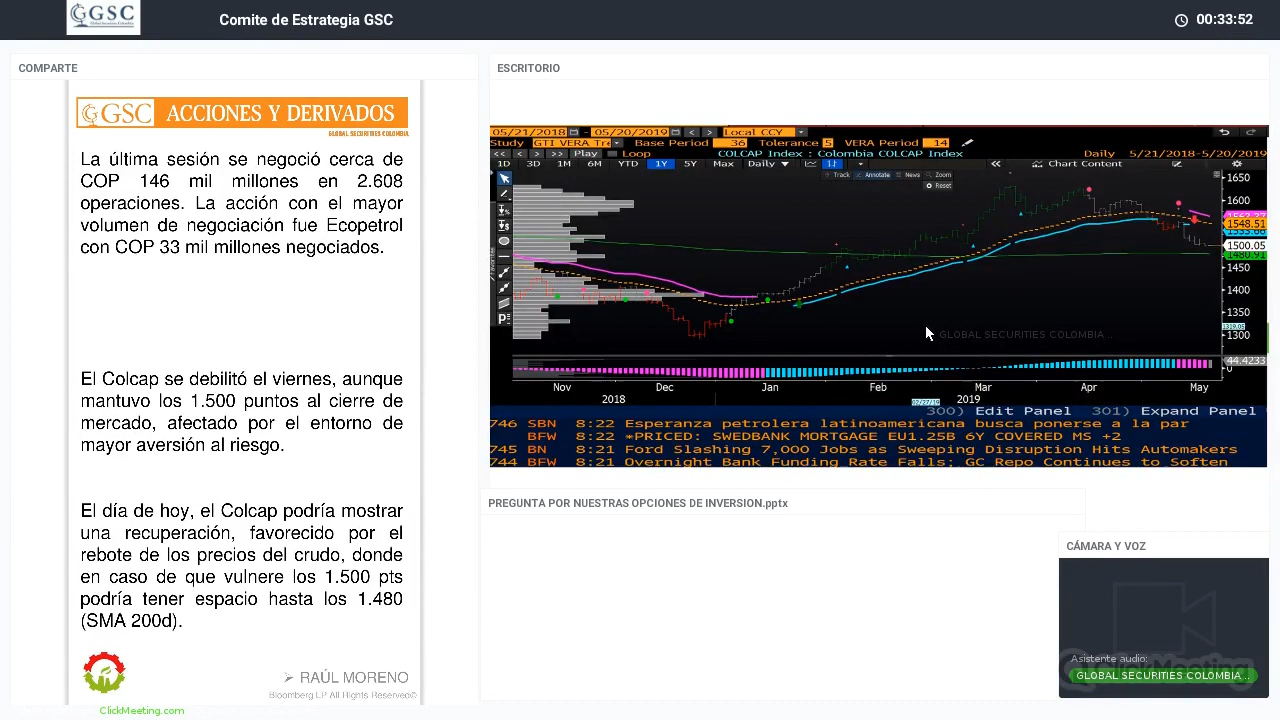 GSC
Global Securities Colombia
Comite de Estrategia GSC
00:33:52
COMPARTE
GSC ACCIONES Y DERIVADOS
GLOBAL SECURITIES COLOMBIA
La última sesión se negoció cerca de
COP 146 mil millones en 2.608
operaciones. La acción con el mayor
volumen de negociación fue Ecopetrol
con COP 33 mil millones negociados.
El Colcap se debilitó el viernes, aunque
mantuvo los 1.500 puntos al cierre de
mercado, afectado por el entorno de
mayor aversión al riesgo.
El día de hoy, el Colcap podría mostrar
una recuperación, favorecido por el
rebote de los precios del crudo, donde
en caso de que vulnere los 1.500 pts
podría tener espacio hasta los 1.480
(SMA 200d).
➢ RAÚL MORENO
Bloomberg LP All Rights Reserved©
ClickMeeting.com
ESCRITORIO
05/21/2018 - 05/20/2019 < > Local CCY
Study GTI VERA Tre Base Period 36 Tolerance 5 VERA Period 14
<< < > >> Play Loop COLCAP Index : Colombia COLCAP Index Daily 5/21/2018-5/20/2019
1D 3D 1M 6M YTD 1Y 5Y Max Daily « Chart Content
Track Annotate News Zoom
Reset
1650
1600
1548.51
1500.05
1480.91
1450
1400
1350
1300
GLOBAL SECURITIES COLOMBIA ..
44.4233
0
Nov Dec Jan Feb Mar Apr May
2018 02/27/19 2019
300) Edit Panel 301) Expand Panel
746 SBN 8:22 Esperanza petrolera latinoamericana busca ponerse a la par
BFW 8:22 *PRICED: SWEDBANK MORTGAGE EU1.25B 6Y COVERED MS +2
745 BN 8:21 Ford Slashing 7,000 Jobs as Sweeping Disruption Hits Automakers
744 BFW 8:21 Overnight Bank Funding Rate Falls; GC Repo Continues to Soften
PREGUNTA POR NUESTRAS OPCIONES DE INVERSION.pptx
CÁMARA Y VOZ
Asistente audio:
GLOBAL SECURITIES COLOMBIA ..
ClickMeeting